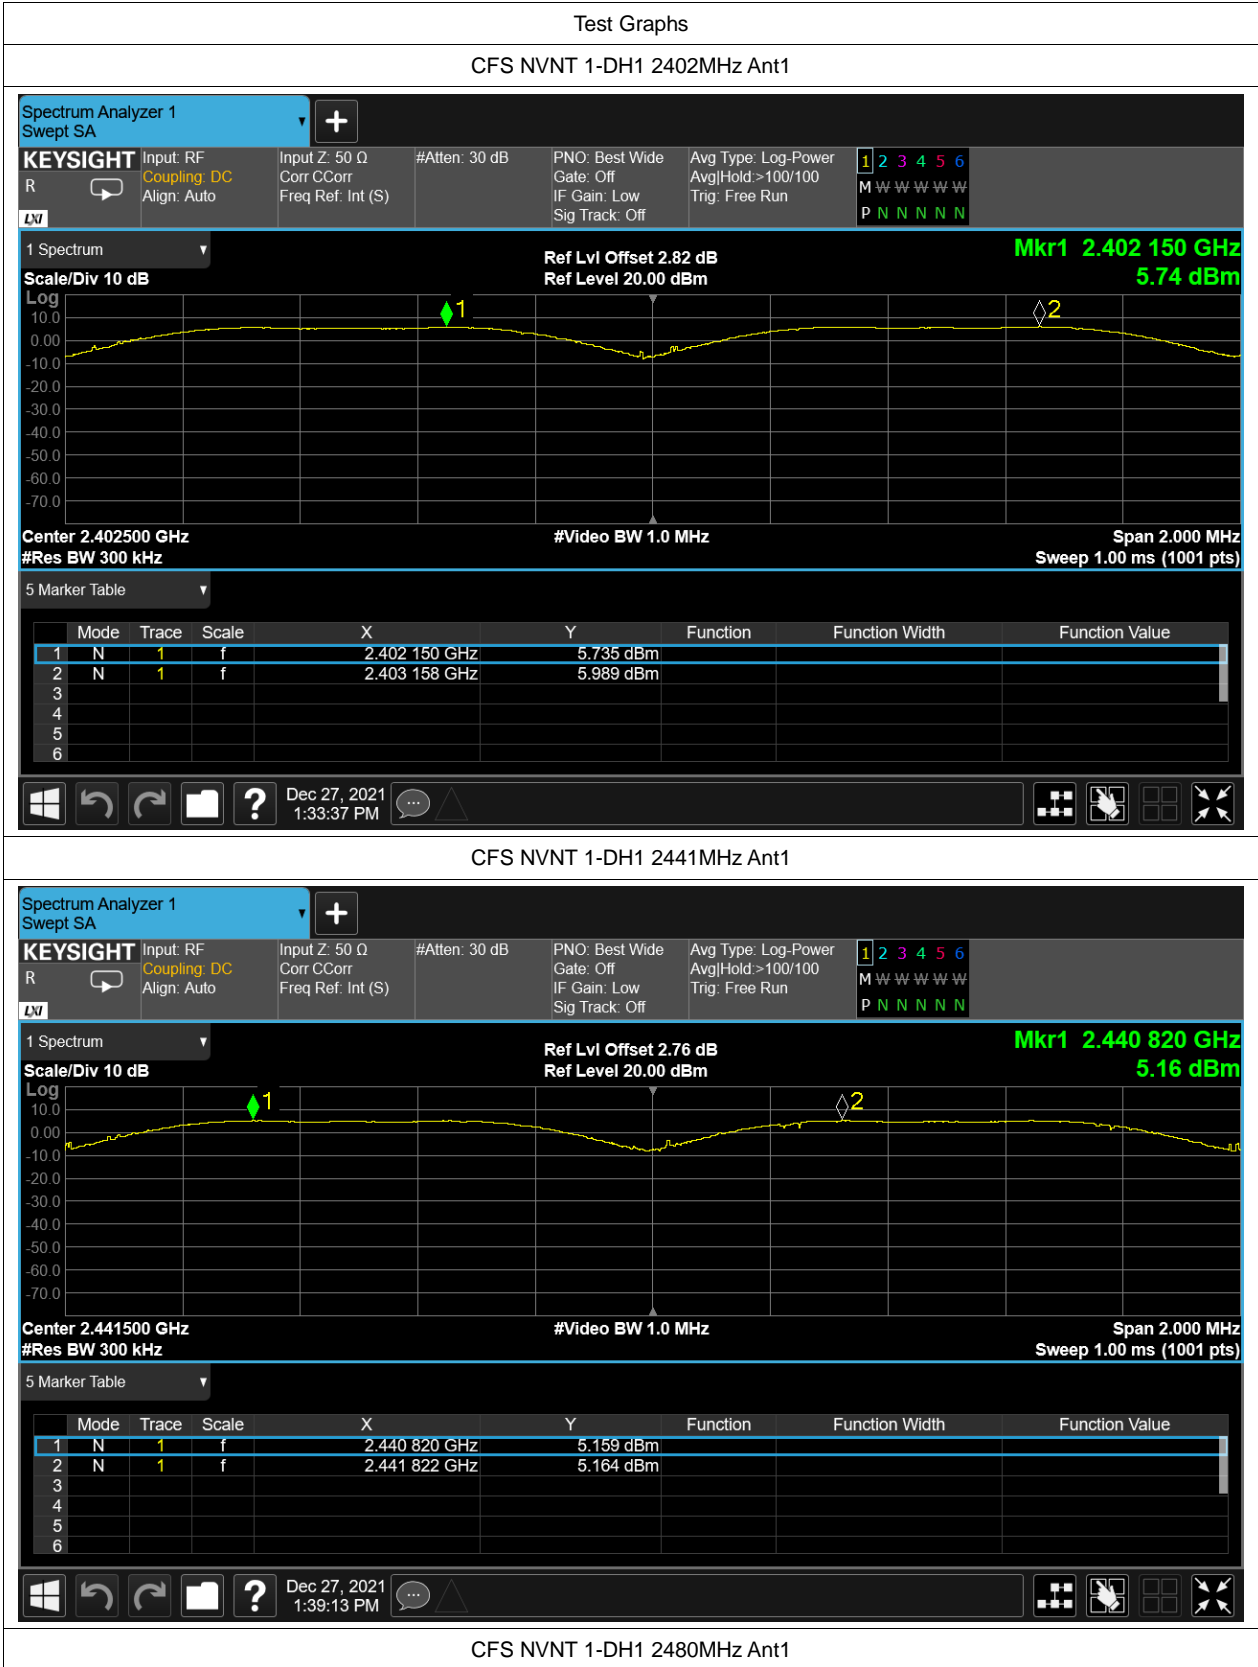 Test Graphs
CFS NVNT 1-DH1 2402MHz Ant1
Spectrum Analyzer 1
Swept SA
KEYSIGHT
R
LXI
Input: RF
Coupling: DC
Align: Auto
Input Z: 50 Ω
Corr CCorr
Freq Ref: Int (S)
#Atten: 30 dB
PNO: Best Wide
Gate: Off
IF Gain: Low
Sig Track: Off
Avg Type: Log-Power
Avg|Hold:>100/100
Trig: Free Run
1 2 3 4 5 6
M W W W W W
P N N N N N
1 Spectrum
Scale/Div 10 dB
Ref Lvl Offset 2.82 dB
Ref Level 20.00 dBm
Mkr1 2.402 150 GHz
5.74 dBm
Log
10.0
0.00
-10.0
-20.0
-30.0
-40.0
-50.0
-60.0
-70.0
1
2
Center 2.402500 GHz
#Res BW 300 kHz
#Video BW 1.0 MHz
Span 2.000 MHz
Sweep 1.00 ms (1001 pts)
5 Marker Table
Mode Trace Scale X Y Function Function Width Function Value
1 N 1 f 2.402 150 GHz 5.735 dBm
2 N 1 f 2.403 158 GHz 5.989 dBm
3
4
5
6
?
Dec 27, 2021
1:33:37 PM
CFS NVNT 1-DH1 2441MHz Ant1
Spectrum Analyzer 1
Swept SA
KEYSIGHT
R
LXI
Input: RF
Coupling: DC
Align: Auto
Input Z: 50 Ω
Corr CCorr
Freq Ref: Int (S)
#Atten: 30 dB
PNO: Best Wide
Gate: Off
IF Gain: Low
Sig Track: Off
Avg Type: Log-Power
Avg|Hold:>100/100
Trig: Free Run
1 2 3 4 5 6
M W W W W W
P N N N N N
1 Spectrum
Scale/Div 10 dB
Ref Lvl Offset 2.76 dB
Ref Level 20.00 dBm
Mkr1 2.440 820 GHz
5.16 dBm
Log
10.0
0.00
-10.0
-20.0
-30.0
-40.0
-50.0
-60.0
-70.0
1
2
Center 2.441500 GHz
#Res BW 300 kHz
#Video BW 1.0 MHz
Span 2.000 MHz
Sweep 1.00 ms (1001 pts)
5 Marker Table
Mode Trace Scale X Y Function Function Width Function Value
1 N 1 f 2.440 820 GHz 5.159 dBm
2 N 1 f 2.441 822 GHz 5.164 dBm
3
4
5
6
?
Dec 27, 2021
1:39:13 PM
CFS NVNT 1-DH1 2480MHz Ant1